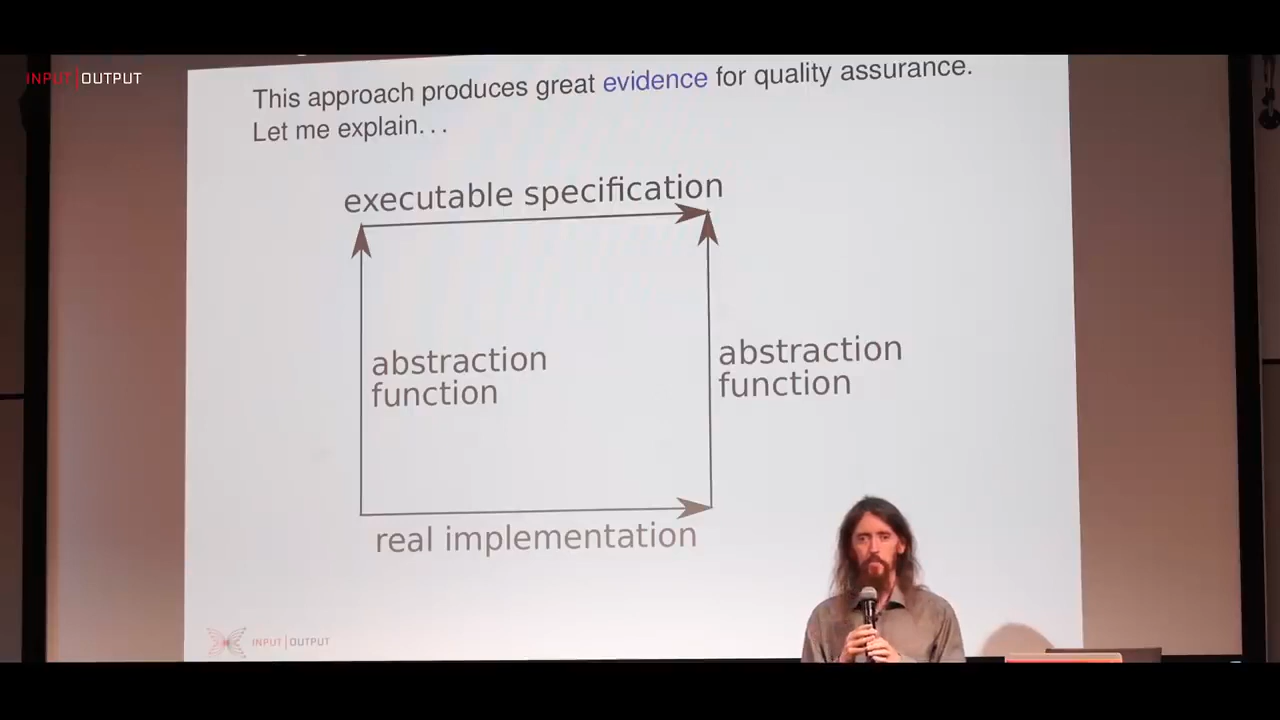 INPUT|OUTPUT
This approach produces great evidence for quality assurance.
Let me explain...
executable specification
abstraction
function
abstraction
function
real implementation
INPUT|OUTPUT